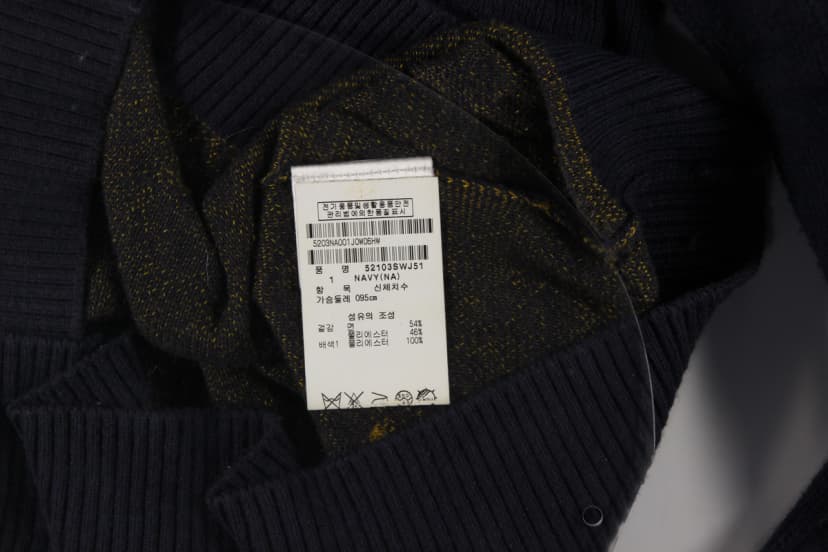 전기용품및생활용품안전
관리법에의한품질표시
5203NA001J0W06HW
품 명 52103SWJ51
1 NAVY(NA)
항 목 신체치수
가슴둘레 095cm
섬유의 조성
겉감 면 54%
폴리에스터 46%
배색1 폴리에스터 100%